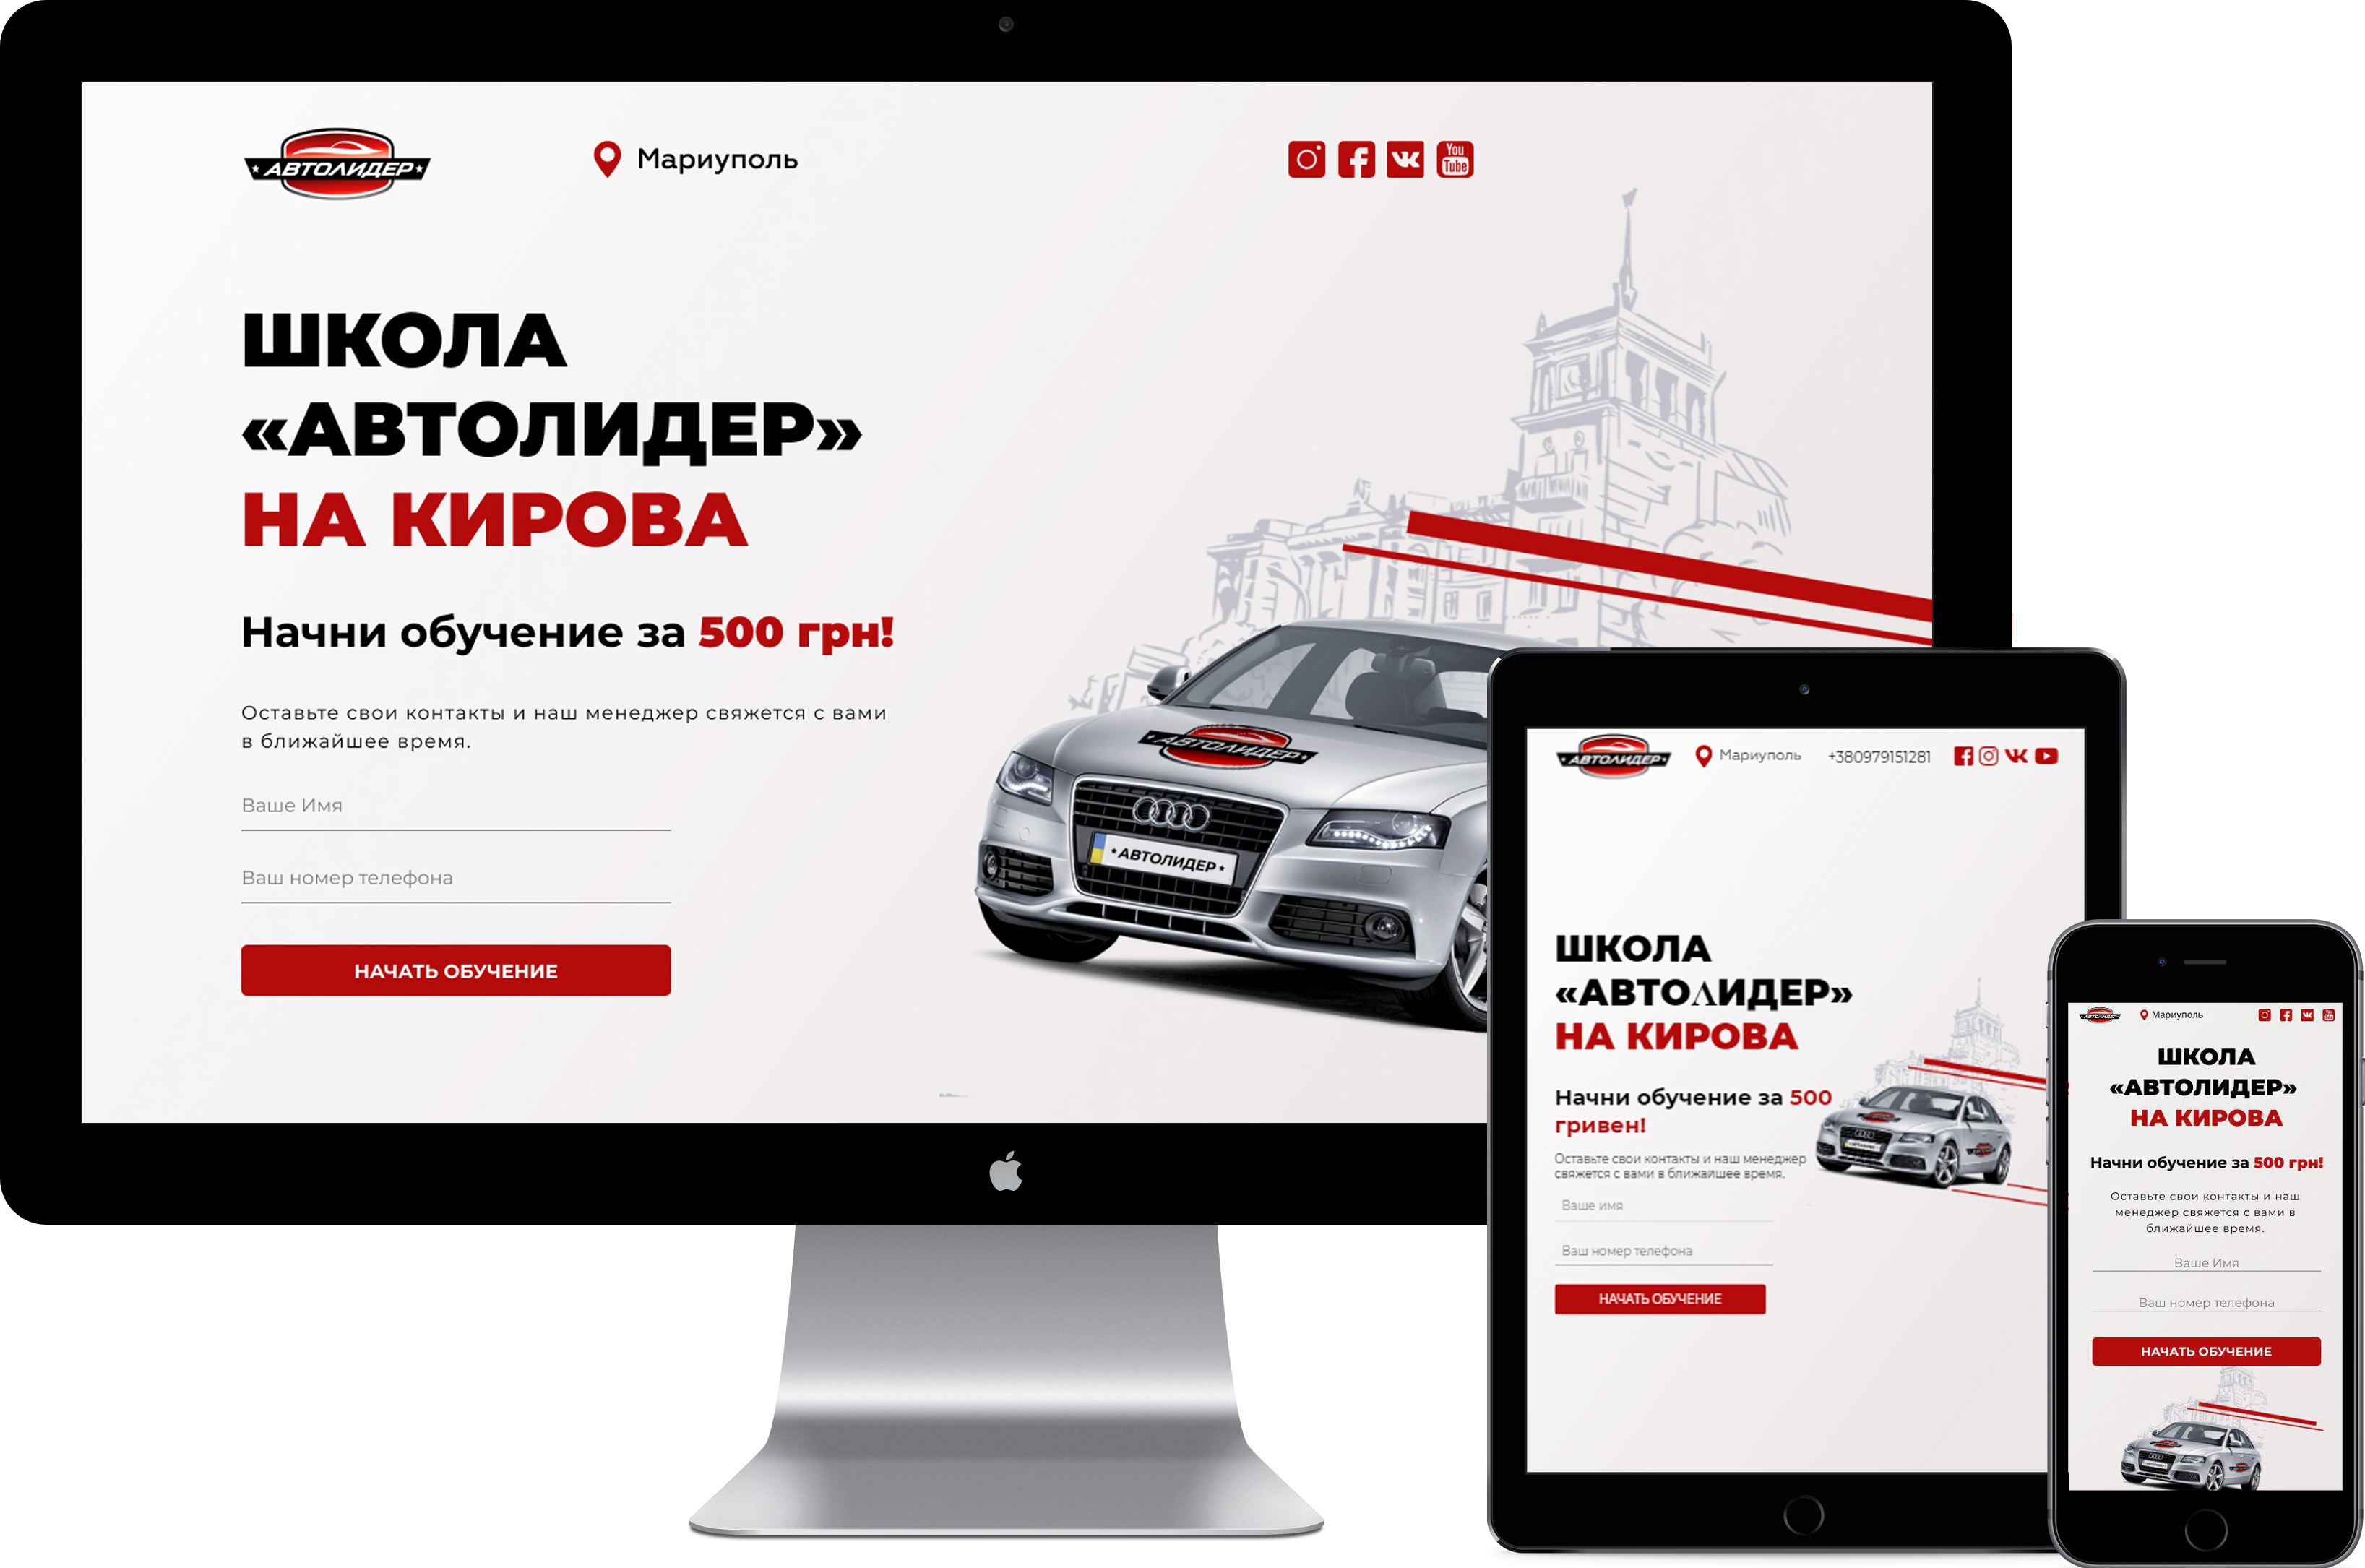 АВТОЛИДЕР
Мариуполь
You
Tube
ШКОЛА
«АВТОЛИДЕР»
НА КИРОВА
Начни обучение за 500 грн!
Оставьте свои контакты и наш менеджер свяжется с вами
в ближайшее время.
Ваше Имя
Ваш номер телефона
НАЧАТЬ ОБУЧЕНИЕ
АВТОЛИДЕР
АВТОЛИДЕР
АВТОЛИДЕР
Мариуполь
+380979151281
ШКОЛА
«АВТОЛИДЕР»
НА КИРОВА
Начни обучение за 500
гривен!
Оставьте свои контакты и наш менеджер
свяжется с вами в ближайшее время.
Ваше имя
Ваш номер телефона
НАЧАТЬ ОБУЧЕНИЕ
АВТОЛИДЕР
Мариуполь
ШКОЛА
«АВТОЛИДЕР»
НА КИРОВА
Начни обучение за 500 грн!
Оставьте свои контакты и наш
менеджер свяжется с вами в
ближайшее время.
Ваше Имя
Ваш номер телефона
НАЧАТЬ ОБУЧЕНИЕ
АВТОЛИДЕР